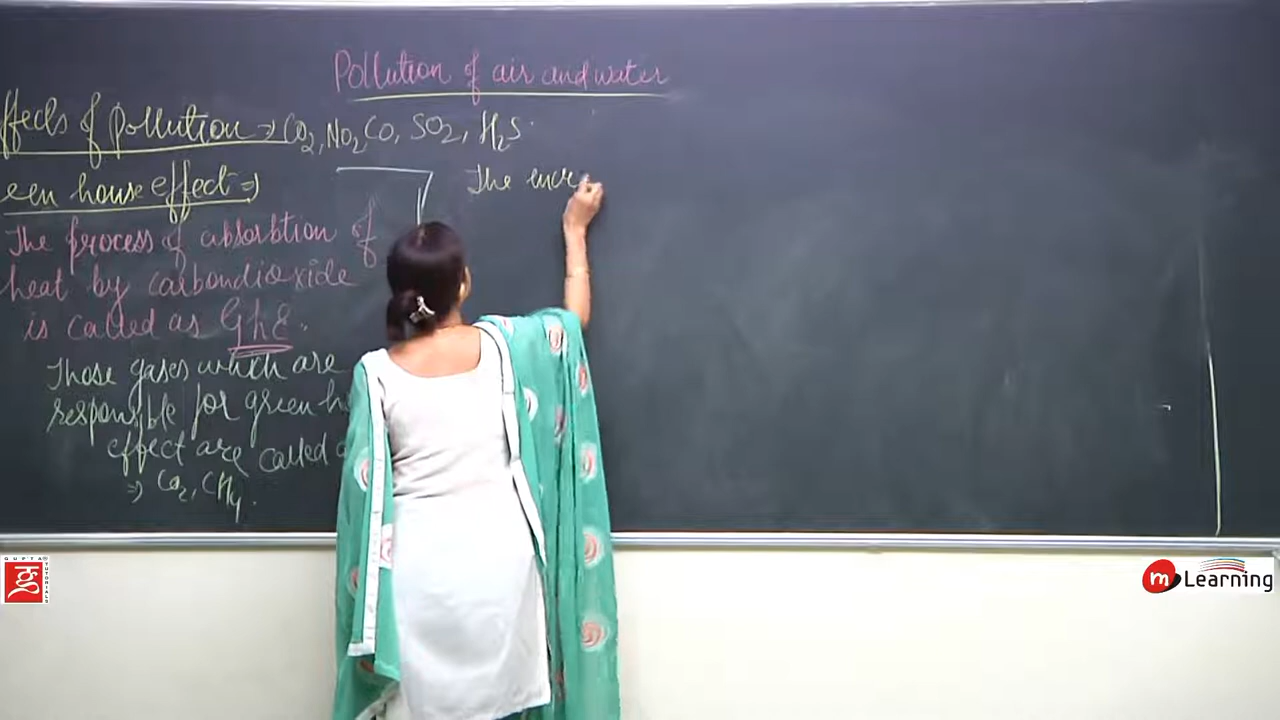 Pollution of air and water
ffects of pollution ⇒ CO2, NO2 CO, SO2, H2S.
een house effect ⇒
The process of absorbtion of
heat by carbondioxide
is called as GhE.
Those gases which are
responsible for green h
effect are called a
⇒ CO2, CH4.
The incr
GUPTA TUTORIALS
m Learning